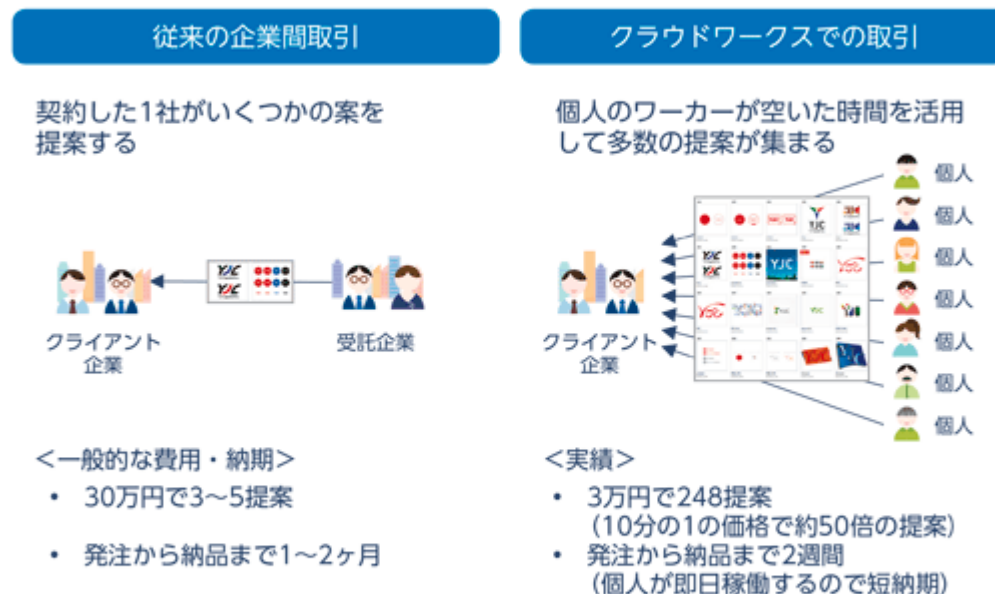 従来の企業間取引
契約した1社がいくつかの案を
提案する
YJC
YJC
クライアント
企業
受託企業
<一般的な費用・納期>
• 30万円で3～5提案
• 発注から納品まで1～2ヶ月
クラウドワークスでの取引
個人のワーカーが空いた時間を活用
して多数の提案が集まる
個人
個人
個人
個人
個人
個人
個人
YJC
YJC
YJC
YJC
クライアント
企業
<実績>
• 3万円で248提案
（10分の1の価格で約50倍の提案）
• 発注から納品まで2週間
（個人が即日稼働するので短納期）